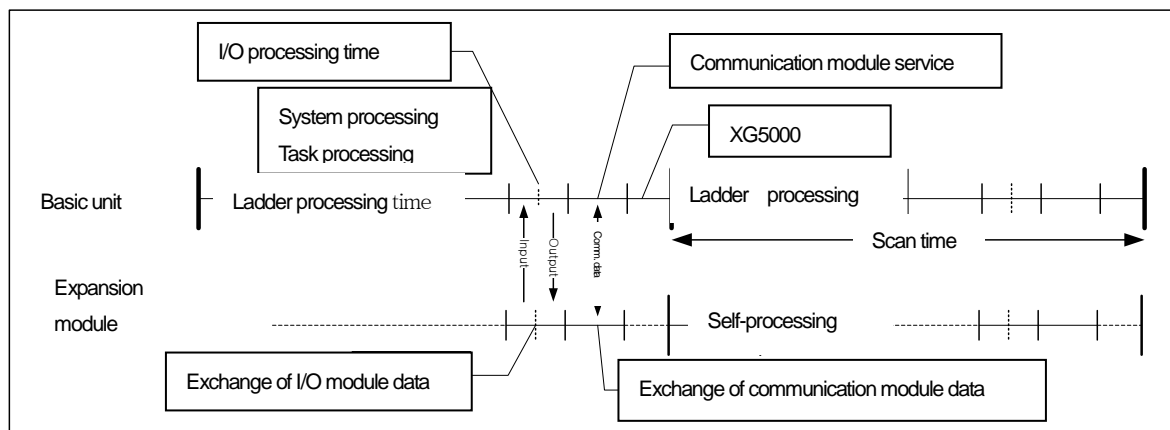 I/O processing time
Communication module service
System processing
Task processing
XG5000
Basic unit
Ladder processing time
Ladder processing
Scan time
Input
Output
Comm. data
Expansion
module
Self-processing
Exchange of I/O module data
Exchange of communication module data